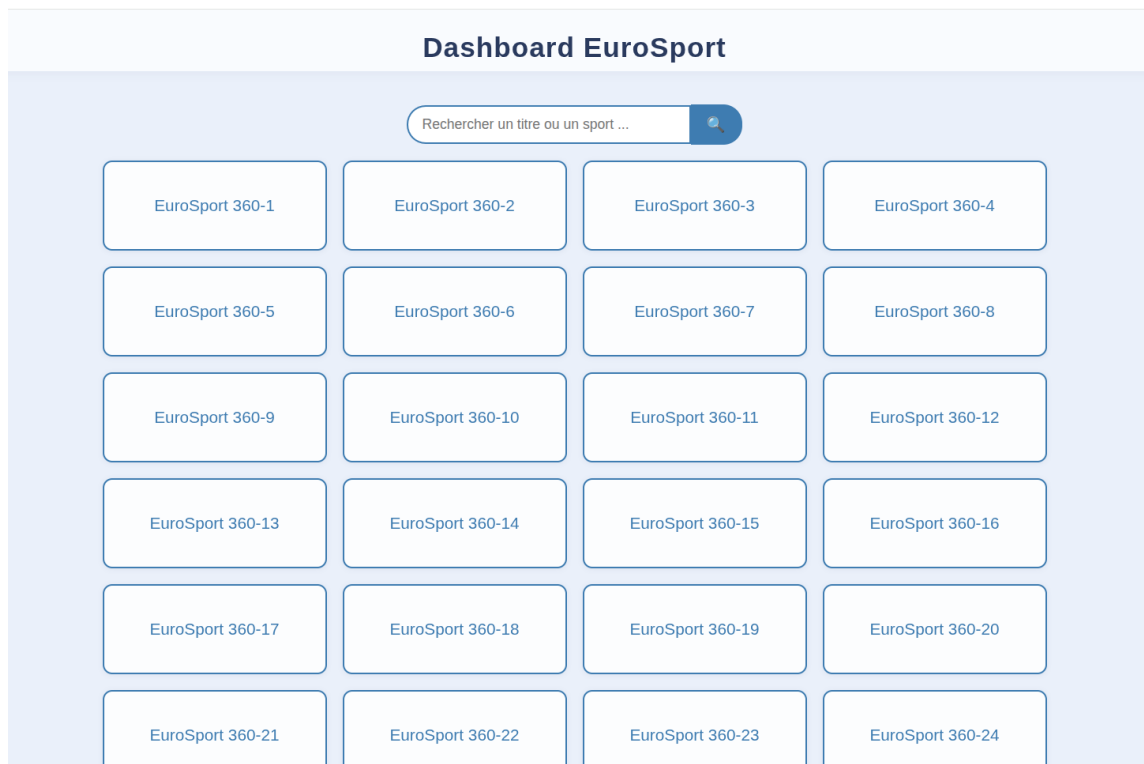 Dashboard EuroSport
Rechercher un titre ou un sport ...
EuroSport 360-1
EuroSport 360-2
EuroSport 360-3
EuroSport 360-4
EuroSport 360-5
EuroSport 360-6
EuroSport 360-7
EuroSport 360-8
EuroSport 360-9
EuroSport 360-10
EuroSport 360-11
EuroSport 360-12
EuroSport 360-13
EuroSport 360-14
EuroSport 360-15
EuroSport 360-16
EuroSport 360-17
EuroSport 360-18
EuroSport 360-19
EuroSport 360-20
EuroSport 360-21
EuroSport 360-22
EuroSport 360-23
EuroSport 360-24